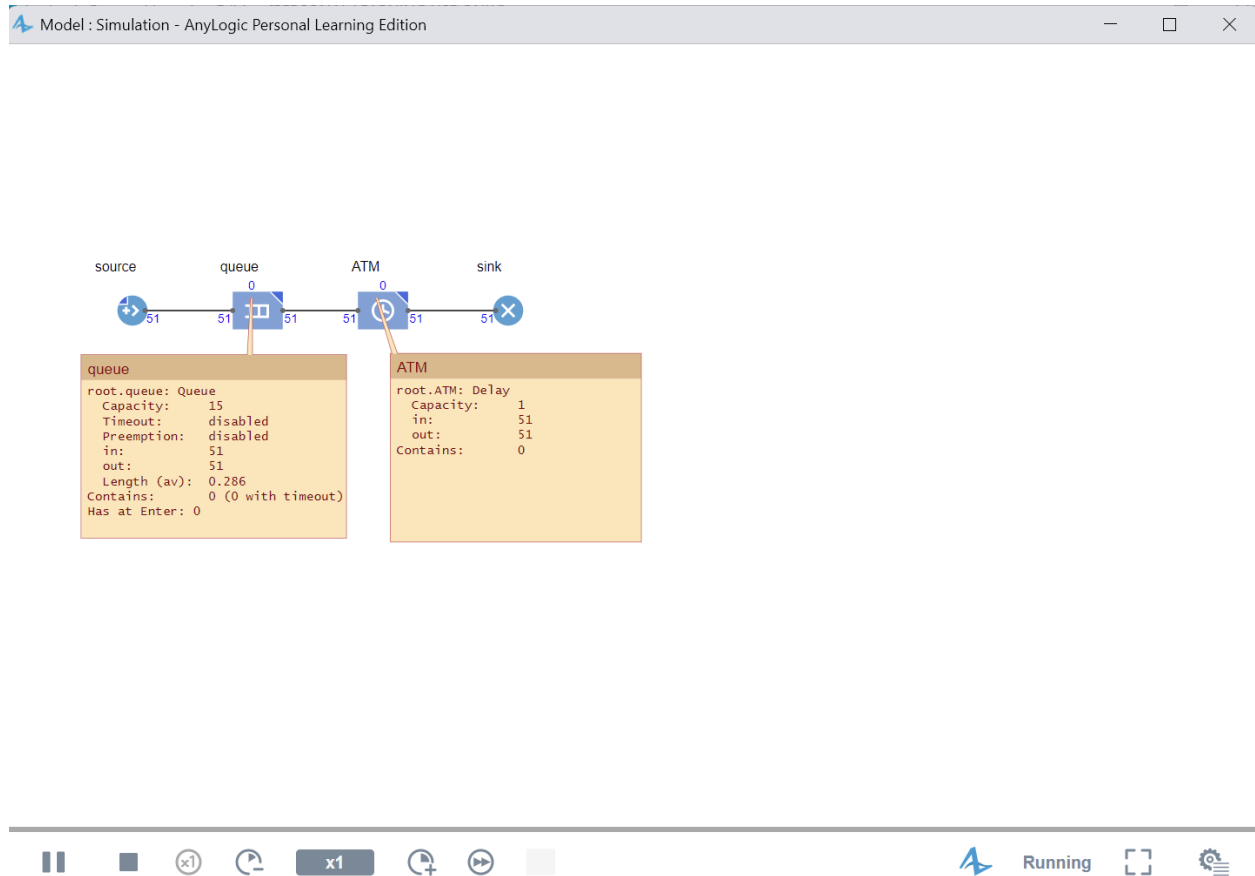 Model : Simulation - AnyLogic Personal Learning Edition
source queue ATM sink
0 0
51 51 51 51 51 51
queue
root.queue: Queue
Capacity: 15
Timeout: disabled
Preemption: disabled
in: 51
out: 51
Length (av): 0.286
Contains: 0 (0 with timeout)
Has at Enter: 0
ATM
root.ATM: Delay
Capacity: 1
in: 51
out: 51
Contains: 0
x1 x1 Running